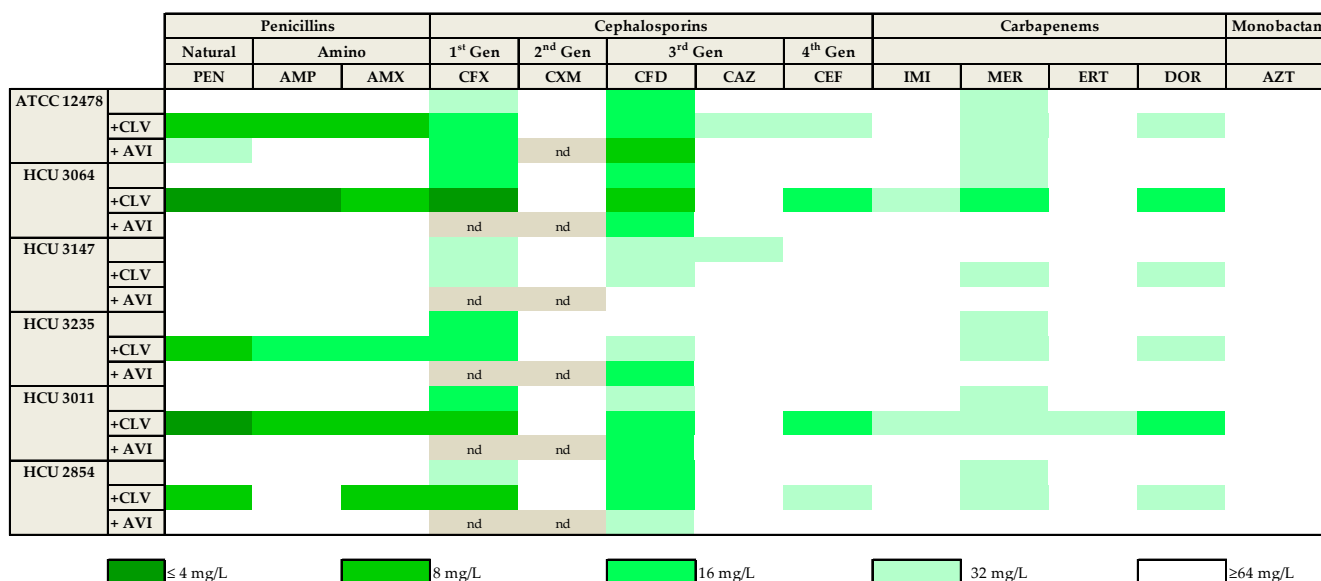 Penicillins Cephalosporins Carbapenems Monobactam
Natural Amino 1st Gen 2nd Gen 3rd Gen 4th Gen
PEN AMP AMX CFX CXM CFD CAZ CEF IMI MER ERT DOR AZT
ATCC 12478
+CLV
+ AVI nd
HCU 3064
+CLV
+ AVI nd nd
HCU 3147
+CLV
+ AVI nd nd
HCU 3235
+CLV
+ AVI nd nd
HCU 3011
+CLV
+ AVI nd nd
HCU 2854
+CLV
+ AVI nd nd
≤ 4 mg/L 8 mg/L 16 mg/L 32 mg/L ≥64 mg/L